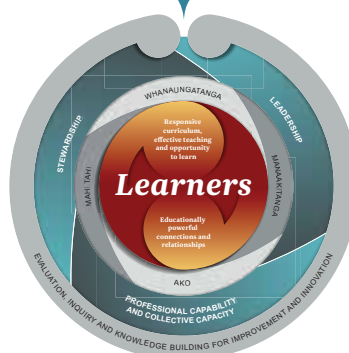 WHANAUNGATANGA
LEADERSHIP
STEWARDSHIP
Responsive
curriculum,
effective teaching
and opportunity
to learn
MANAAKITANGA
MAHI TAHI
Learners
Educationally
powerful
connections and
relationships
AKO
PROFESSIONAL CAPABILITY
AND COLLECTIVE CAPACITY
EVALUATION, INQUIRY AND KNOWLEDGE BUILDING FOR IMPROVEMENT AND INNOVATION